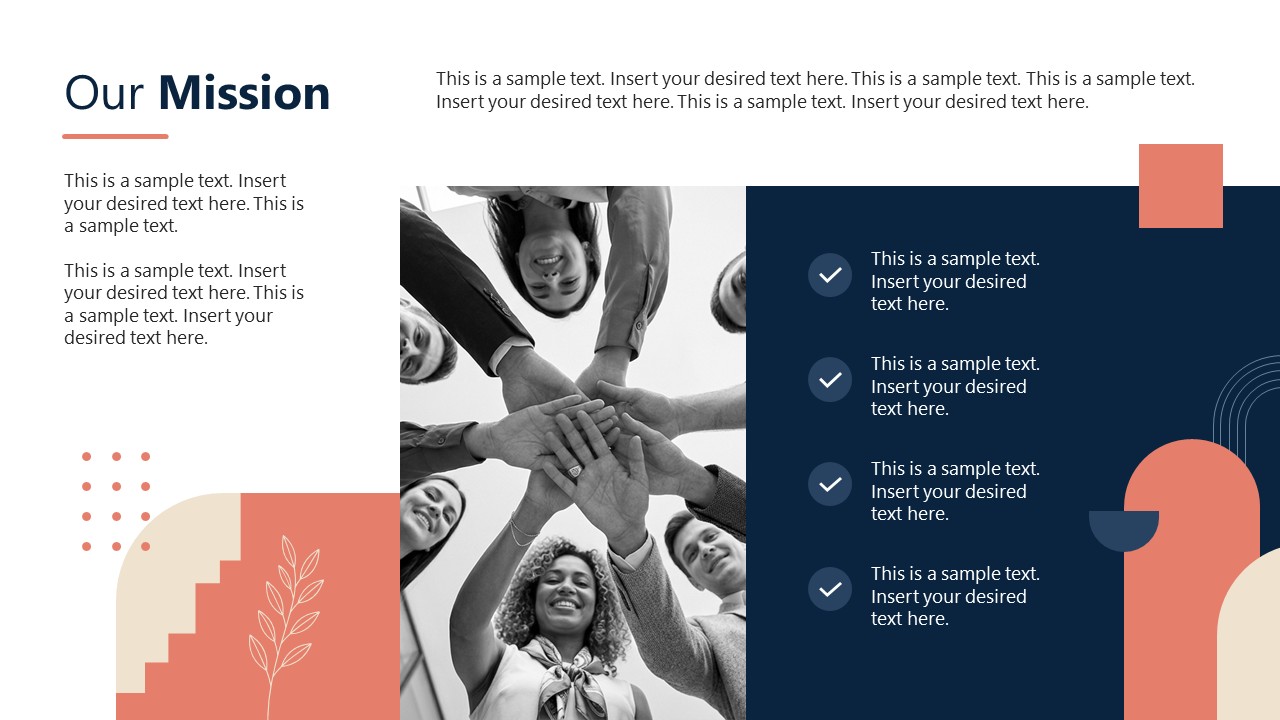 Our Mission
This is a sample text. Insert your desired text here. This is a sample text. This is a sample text.
Insert your desired text here. This is a sample text. Insert your desired text here.
This is a sample text. Insert
your desired text here. This is
a sample text.
This is a sample text. Insert
your desired text here. This is
a sample text. Insert your
desired text here.
This is a sample text.
Insert your desired
text here.
This is a sample text.
Insert your desired
text here.
This is a sample text.
Insert your desired
text here.
This is a sample text.
Insert your desired
text here.